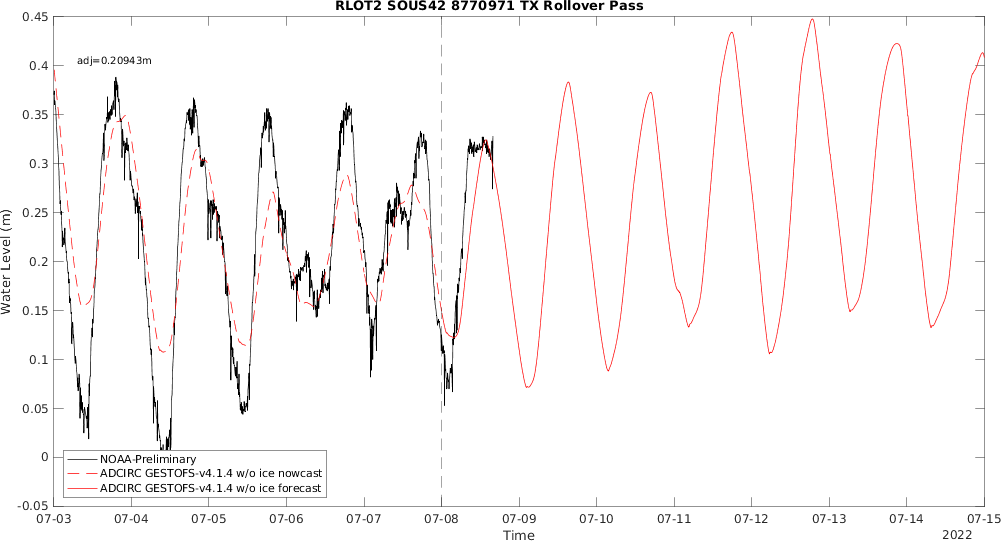 RLOT2 SOUS42 8770971 TX Rollover Pass
adj=0.20943m
Water Level (m)
0.45
0.4
0.35
0.3
0.25
0.2
0.15
0.1
0.05
0
-0.05
NOAA-Preliminary
ADCIRC GESTOFS-v4.1.4 w/o ice nowcast
ADCIRC GESTOFS-v4.1.4 w/o ice forecast
07-03 07-04 07-05 07-06 07-07 07-08 07-09 07-10 07-11 07-12 07-13 07-14 07-15
Time
2022